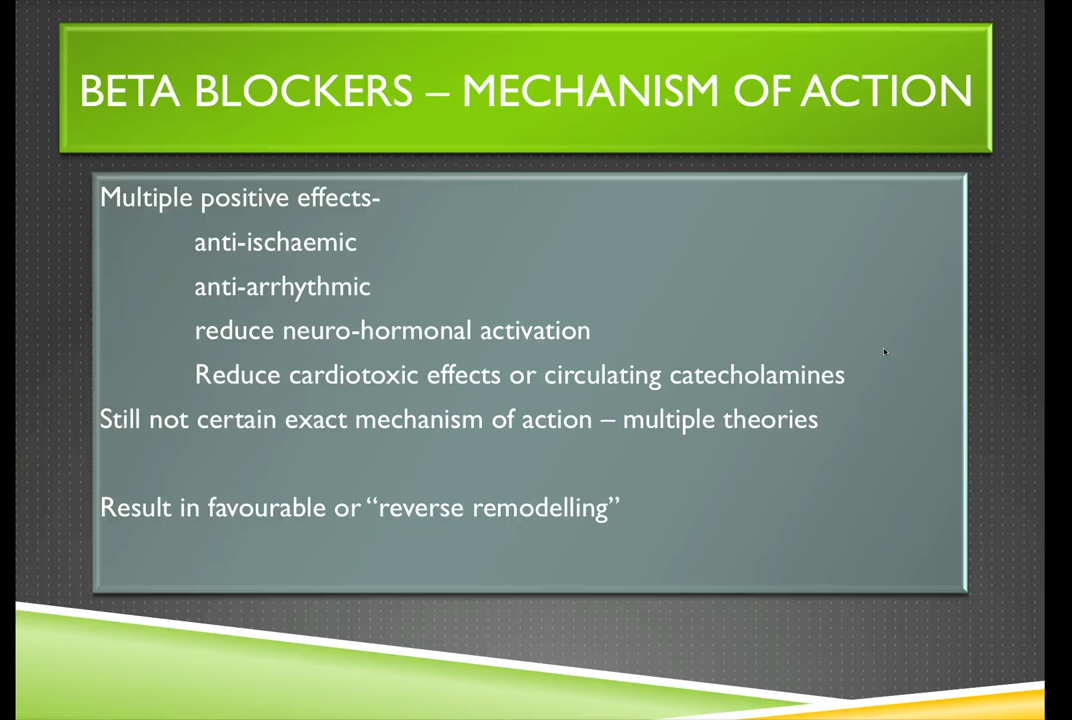 BETA BLOCKERS – MECHANISM OF ACTION
Multiple positive effects-
anti-ischaemic
anti-arrhythmic
reduce neuro-hormonal activation
Reduce cardiotoxic effects or circulating catecholamines
Still not certain exact mechanism of action – multiple theories
Result in favourable or “reverse remodelling”